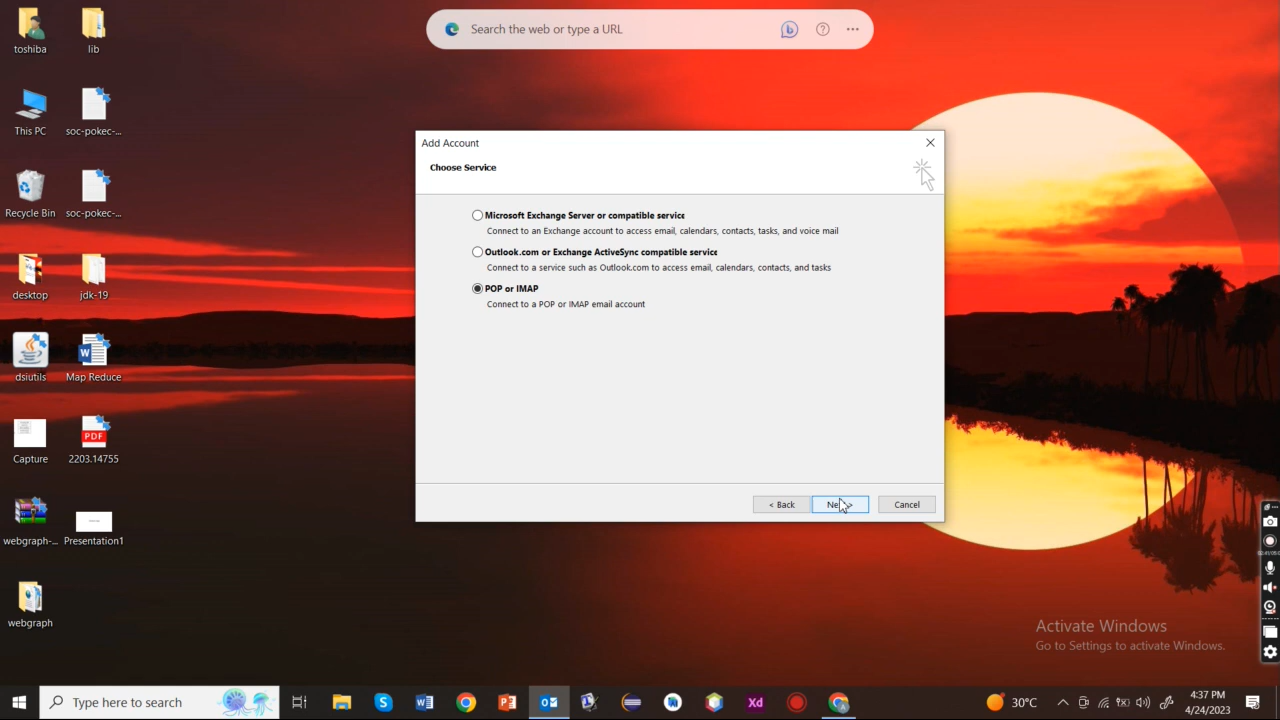 Search the web or type a URL
toshiba
lib
This PC
soc-pokec-...
Recycle Bin
soc-pokec-...
desktop
jdk-19
dsiutils
Map Reduce
PDF
Capture
2203.14755
webgraph-...
Presentation1
webgraph
Add Account
Choose Service
Microsoft Exchange Server or compatible service
Connect to an Exchange account to access email, calendars, contacts, tasks, and voice mail
Outlook.com or Exchange ActiveSync compatible service
Connect to a service such as Outlook.com to access email, calendars, contacts, and tasks
POP or IMAP
Connect to a POP or IMAP email account
< Back
Cancel
Activate Windows
Go to Settings to activate Windows.
Type here to search
Xd
30°C
4:37 PM
4/24/2023